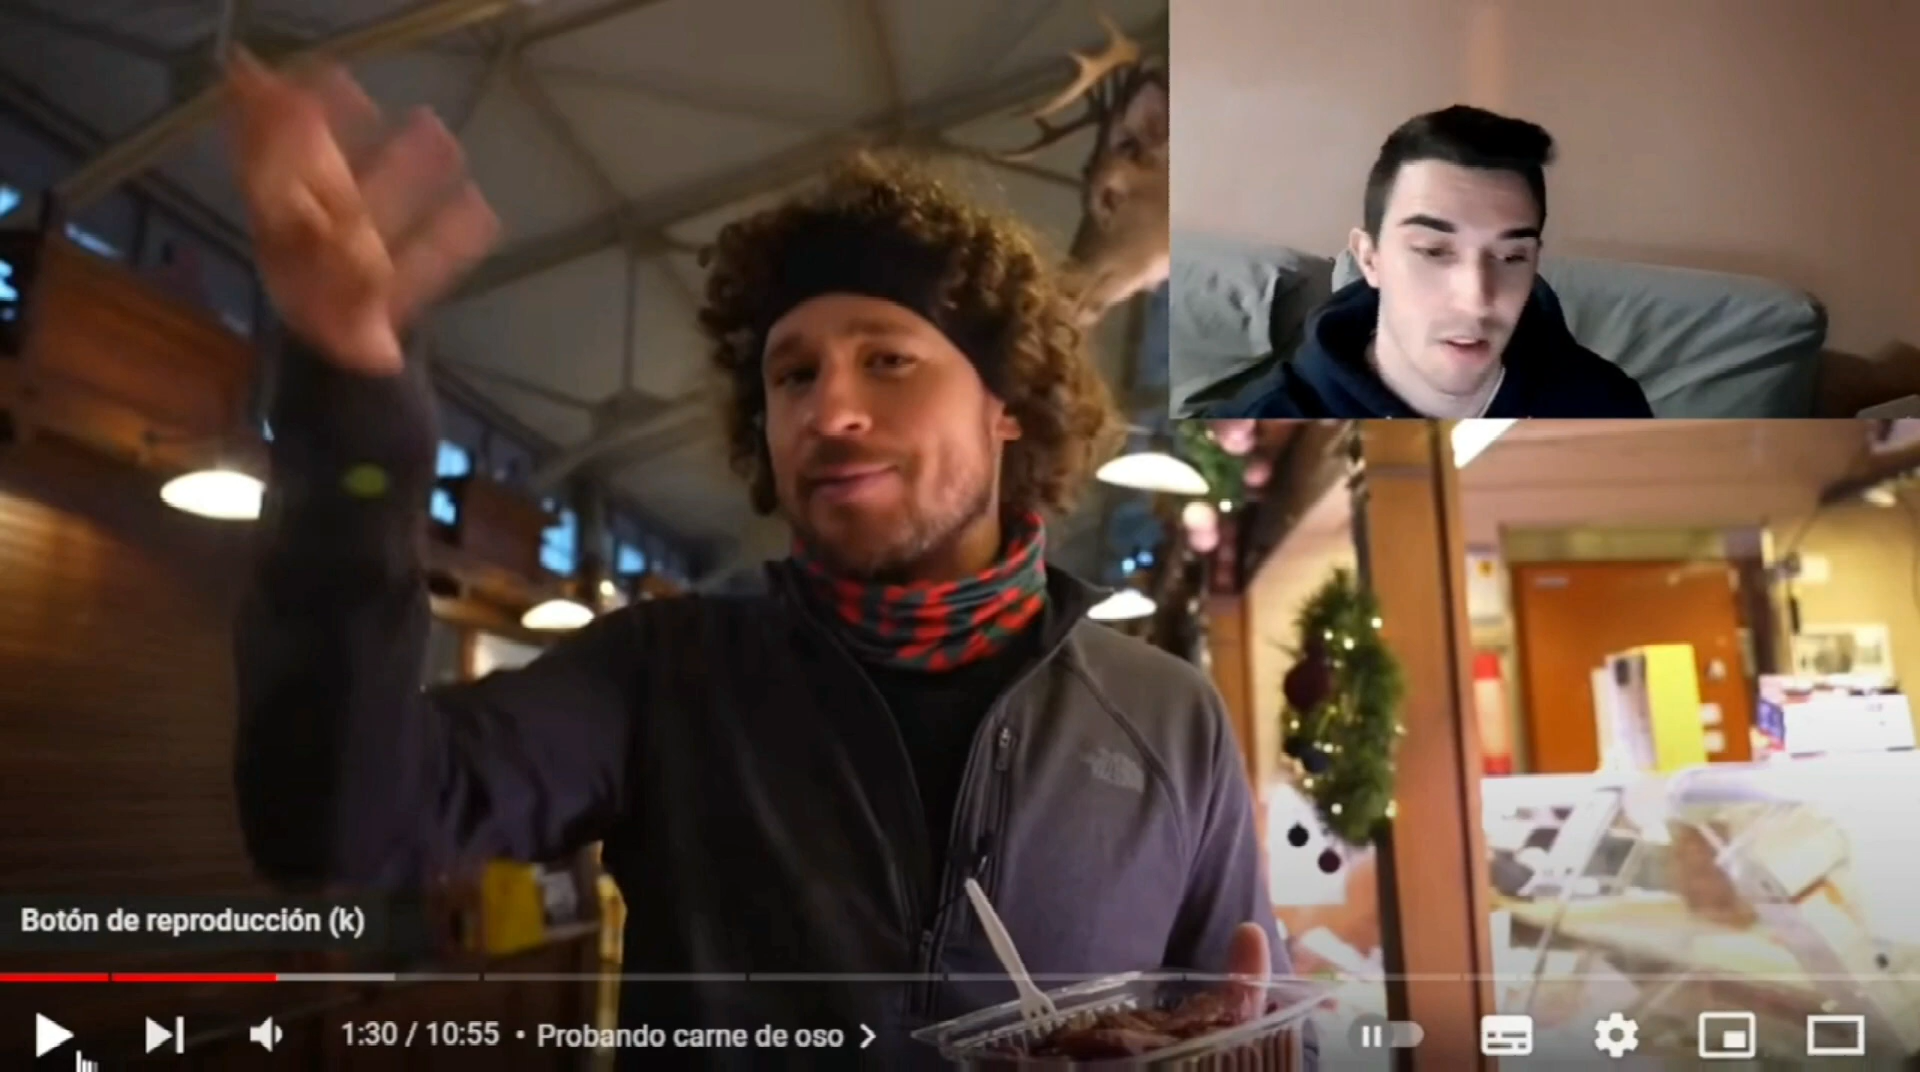 Botón de reproducción (k)
1:30 / 10:55 • Probando carne de oso